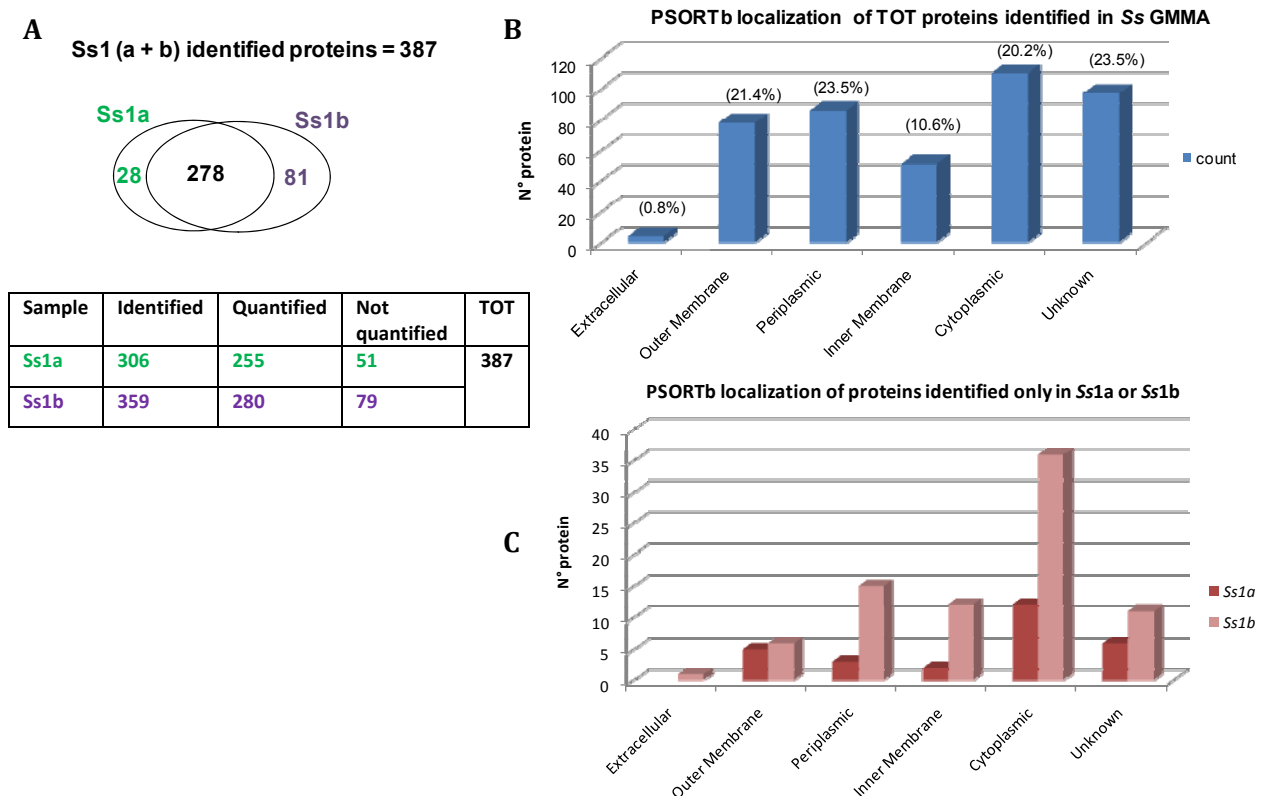 A
Ss1 (a + b) identified proteins = 387
Ss1a
Ss1b
28
278
81
Sample Identified Quantified Not quantified TOT
Ss1a 306 255 51 387
Ss1b 359 280 79
B
PSORTb localization of TOT proteins identified in Ss GMMA
N° protein
120
100
80
60
40
20
0
(0.8%)
(21.4%)
(23.5%)
(10.6%)
(20.2%)
(23.5%)
Extracellular
Outer Membrane
Periplasmic
Inner Membrane
Cytoplasmic
Unknown
count
C
PSORTb localization of proteins identified only in Ss1a or Ss1b
N° protein
40
35
30
25
20
15
10
5
0
Extracellular
Outer Membrane
Periplasmic
Inner Membrane
Cytoplasmic
Unknown
Ss1a
Ss1b